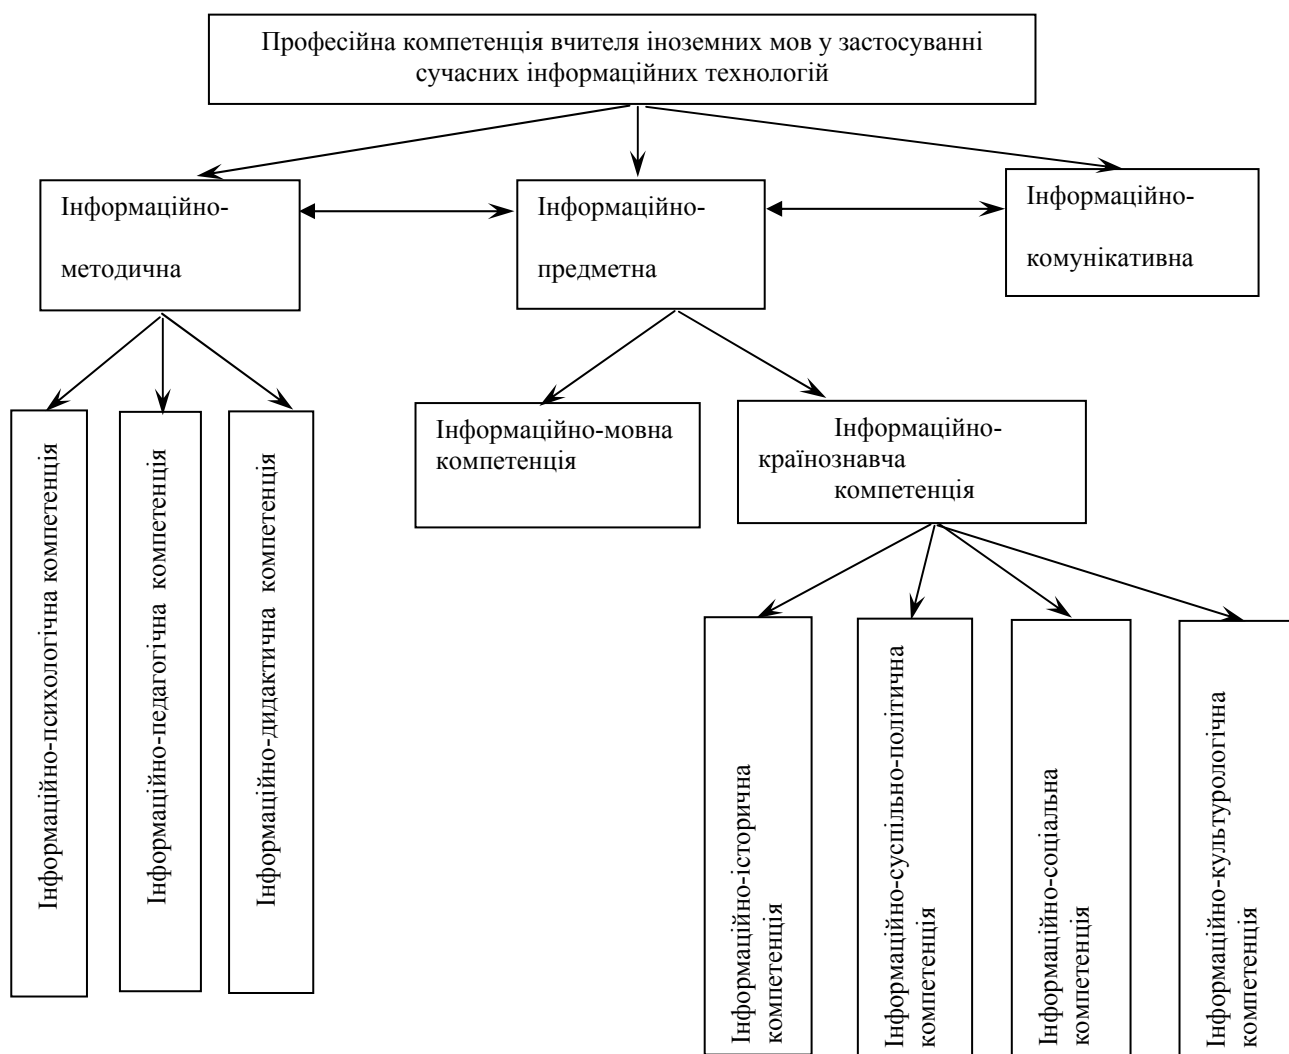 Професійна компетенція вчителя іноземних мов у застосуванні
сучасних інформаційних технологій
Інформаційно-
методична
Інформаційно-
предметна
Інформаційно-
комунікативна
Інформаційно-психологічна компетенція
Інформаційно-педагогічна компетенція
Інформаційно-дидактична компетенція
Інформаційно-мовна
компетенція
Інформаційно-
країнознавча
компетенція
Інформаційно-історична
компетенція
Інформаційно-суспільно-політична
компетенція
Інформаційно-соціальна
компетенція
Інформаційно-культурологічна
компетенція